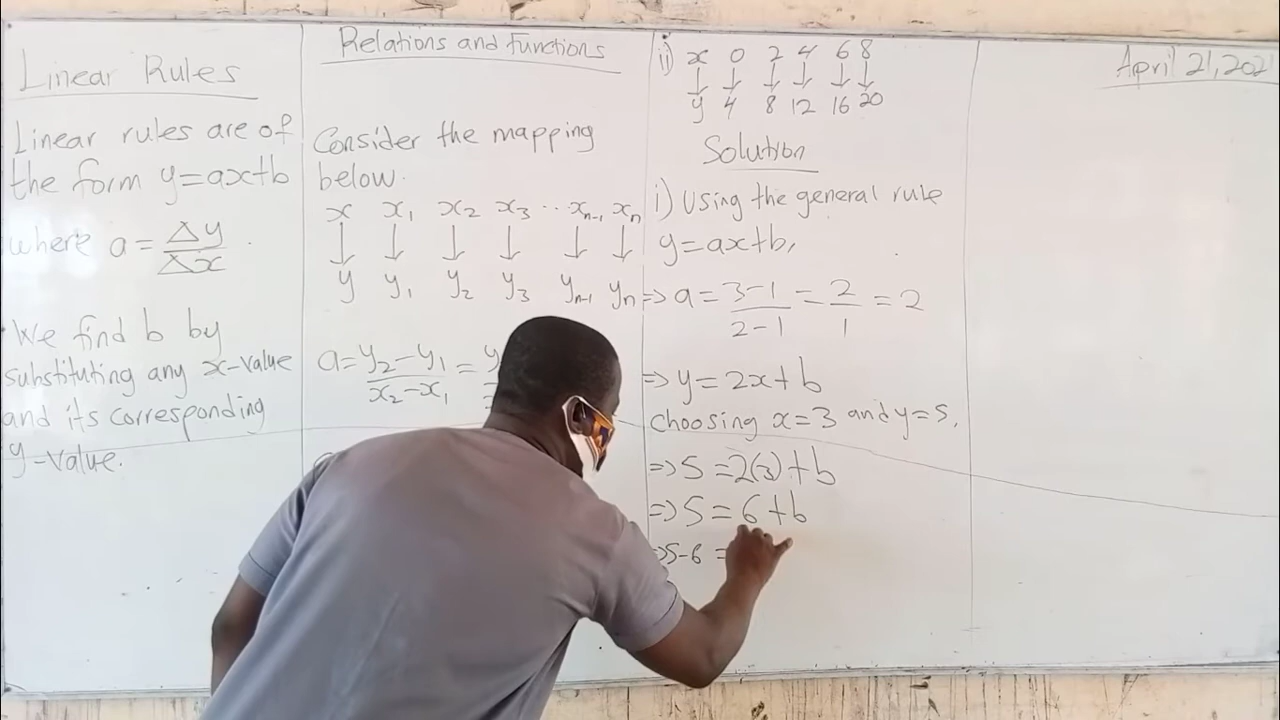 Linear Rules
Linear rules are of
the form y=ax+b
where a = Δy/Δx.
We find b by
substituting any x-value
and its corresponding
y-value.
Relations and Functions
Consider the mapping
below.
x x₁ x₂ x₃ ... xₙ₋₁ xₙ
↓ ↓ ↓ ↓ ↓ ↓
y y₁ y₂ y₃ yₙ₋₁ yₙ
a = y₂-y₁/x₂-x₁ = y
ii) x 0 2 4 6 8
↓ ↓ ↓ ↓ ↓ ↓
y 4 8 12 16 20
Solution
i) Using the general rule
y=ax+b,
⇒ a = 3-1/2-1 = 2/1 = 2
⇒ y=2x+b
Choosing x=3 and y=5,
⇒ 5 = 2(3)+b
⇒ 5 = 6+b
⇒ 5-6 =
April 21, 202